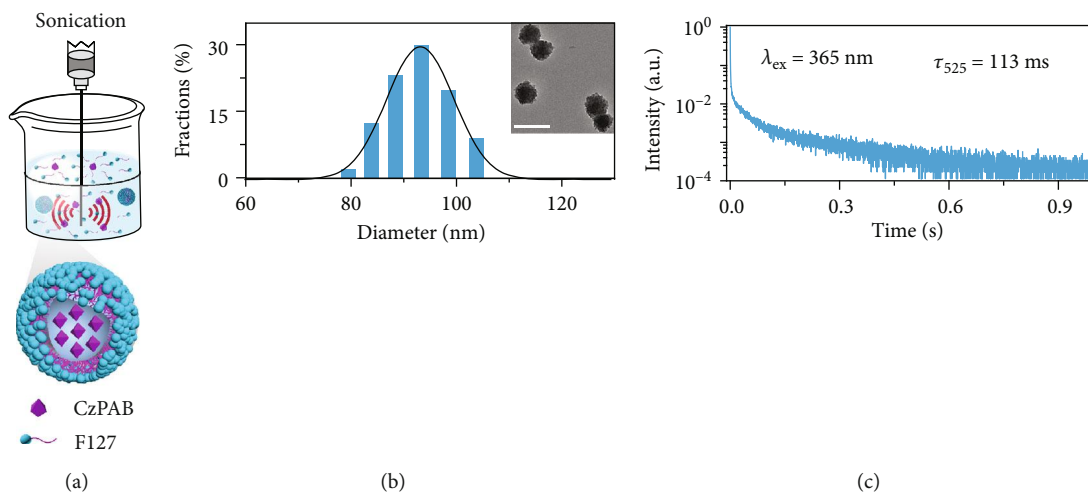 Sonication
CzPAB
F127
(a)
Fractions (%)
30
15
0
60
80
100
120
Diameter (nm)
(b)
Intensity (a.u.)
10⁰
10⁻²
10⁻⁴
λex = 365 nm
τ525 = 113 ms
0.0
0.3
0.6
0.9
Time (s)
(c)